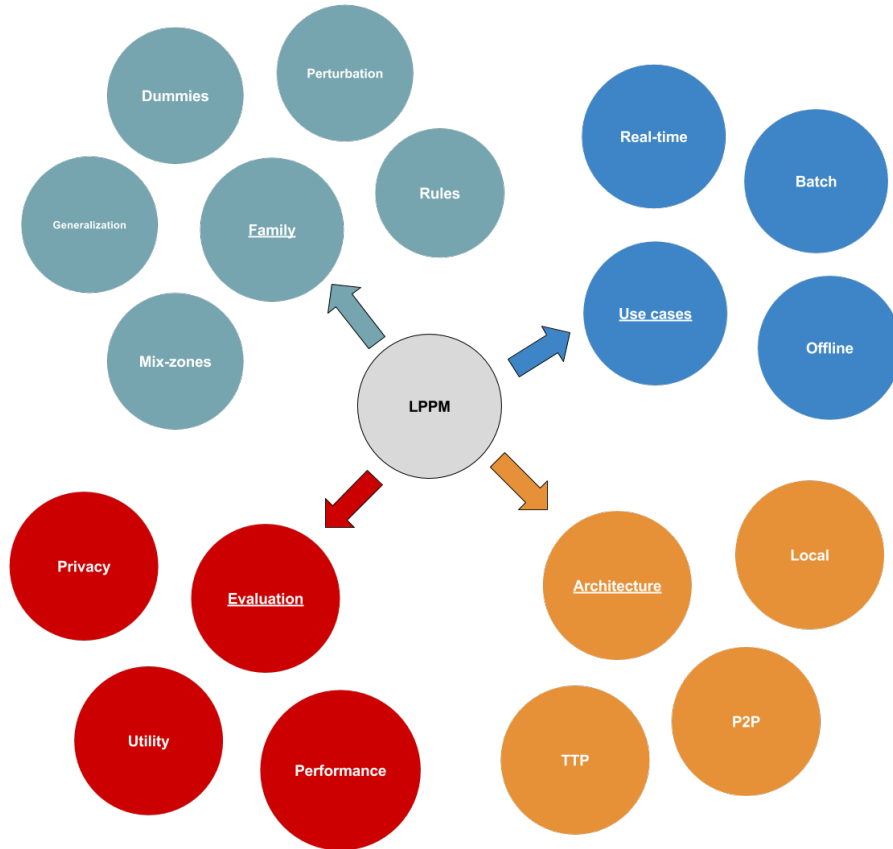 Perturbation
Dummies
Generalization
Family
Rules
Mix-zones
Real-time
Batch
Use cases
Offline
LPPM
Privacy
Evaluation
Utility
Performance
Architecture
Local
P2P
TTP